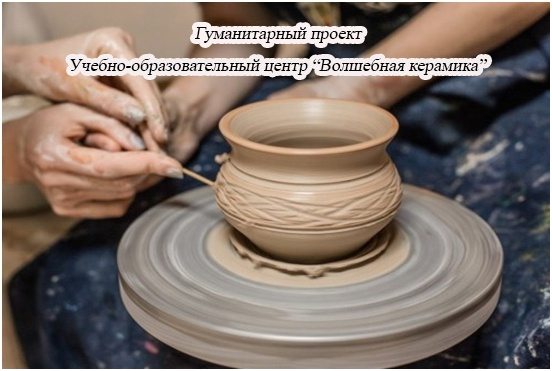 Гуманитарный проект
Учебно-образовательный центр “Волшебная керамика”